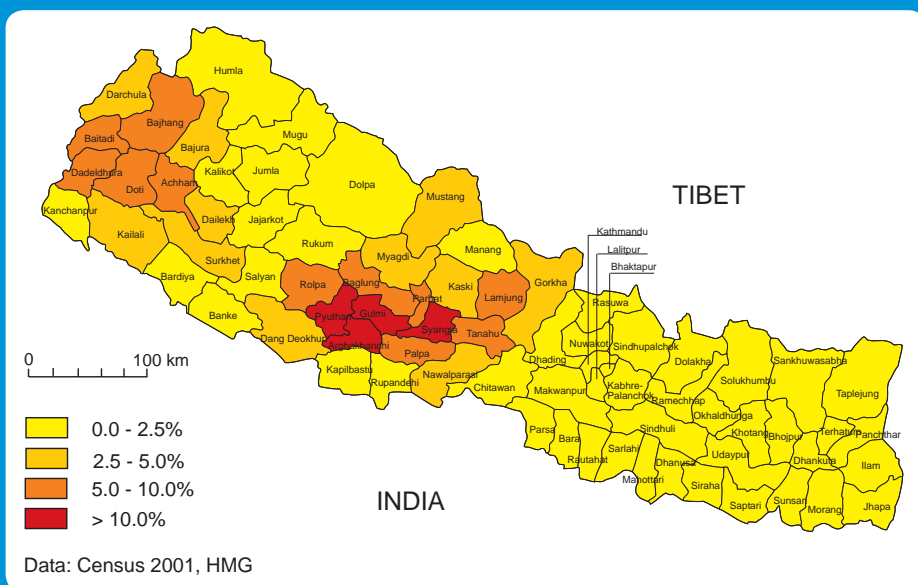 Humla
Darchula
Bajhang
Mugu
Baitadi
Bajura
Dadeldhura
Kalikot
Jumla
Doti
Achham
Dolpa
Mustang
TIBET
Kanchanpur
Dailekh
Jajarkot
Kailali
Kathmandu
Rukum
Manang
Lalitpur
Surkhet
Myagdi
Bhaktapur
Bardiya
Salyan
Rolpa
Baglung
Kaski
Gorkha
Parbat
Lamjung
Rasuwa
Banke
Pyuthan
Gulmi
Syangja
Tanahu
Dang Deokhuri
Nuwakot
Sindhupalchok
Arghakhanchi
Palpa
Dhading
Dolakha
Sankhuwasabha
0
100 km
Kapilbastu
Nawalparasi
Solukhumbu
Rupandehi
Chitawan
Makwanpur
Kabhre-
Palanchok
Taplejung
Ramechhap
Okhaldhunga
Parsa
Bara
Sindhuli
Khotang
Bhojpur
Terhatum
Panchthar
Rautahat
Sarlahi
Udaypur
Dhankuta
Dhanusa
Ilam
Mahottari
Siraha
Saptari
Sunsari
Morang
Jhapa
0.0 - 2.5%
2.5 - 5.0%
5.0 - 10.0%
> 10.0%
INDIA
Data: Census 2001, HMG